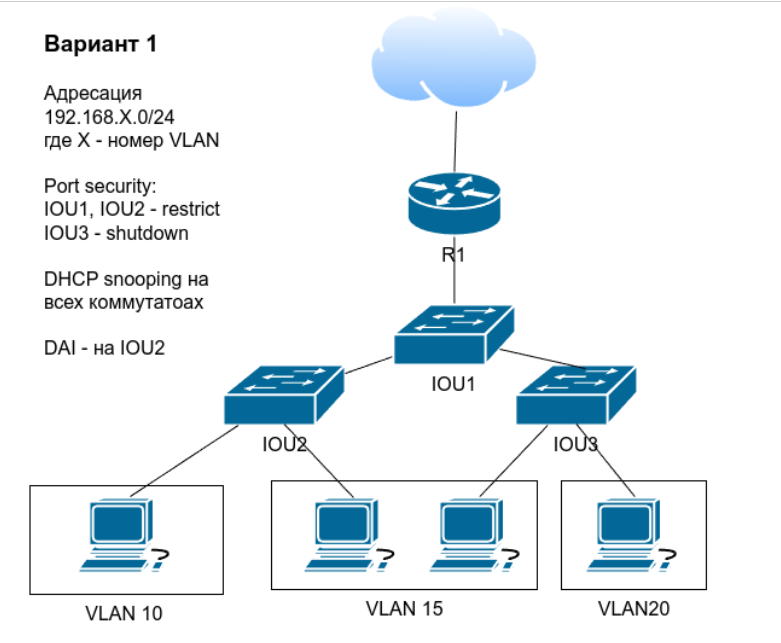 Вариант 1
Адресация
192.168.X.0/24
где X - номер VLAN
Port security:
IOU1, IOU2 - restrict
IOU3 - shutdown
DHCP snooping на
всех коммутатоах
DAI - на IOU2
R1
IOU1
IOU2
IOU3
VLAN 10
VLAN 15
VLAN20